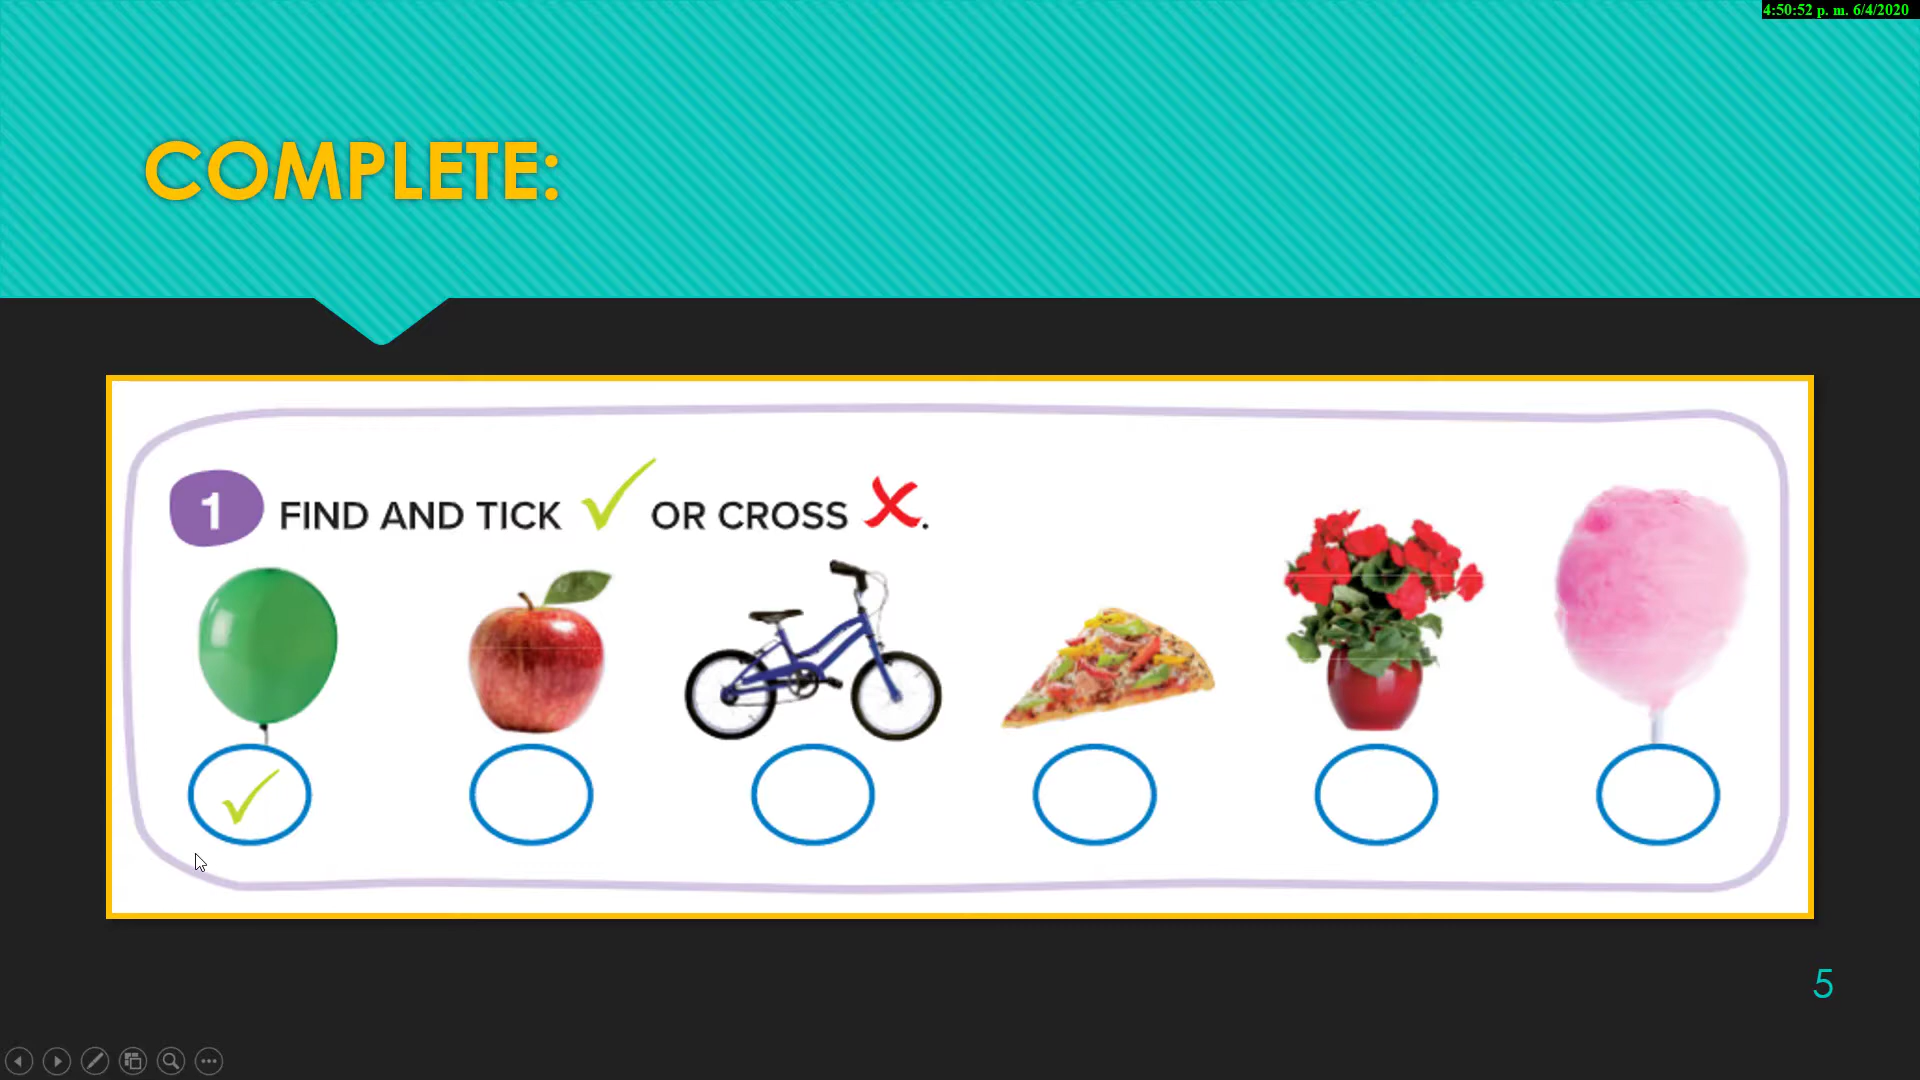 4:50:52 p. m. 6/4/2020
COMPLETE:
1 FIND AND TICK ✓ OR CROSS ✗.
5